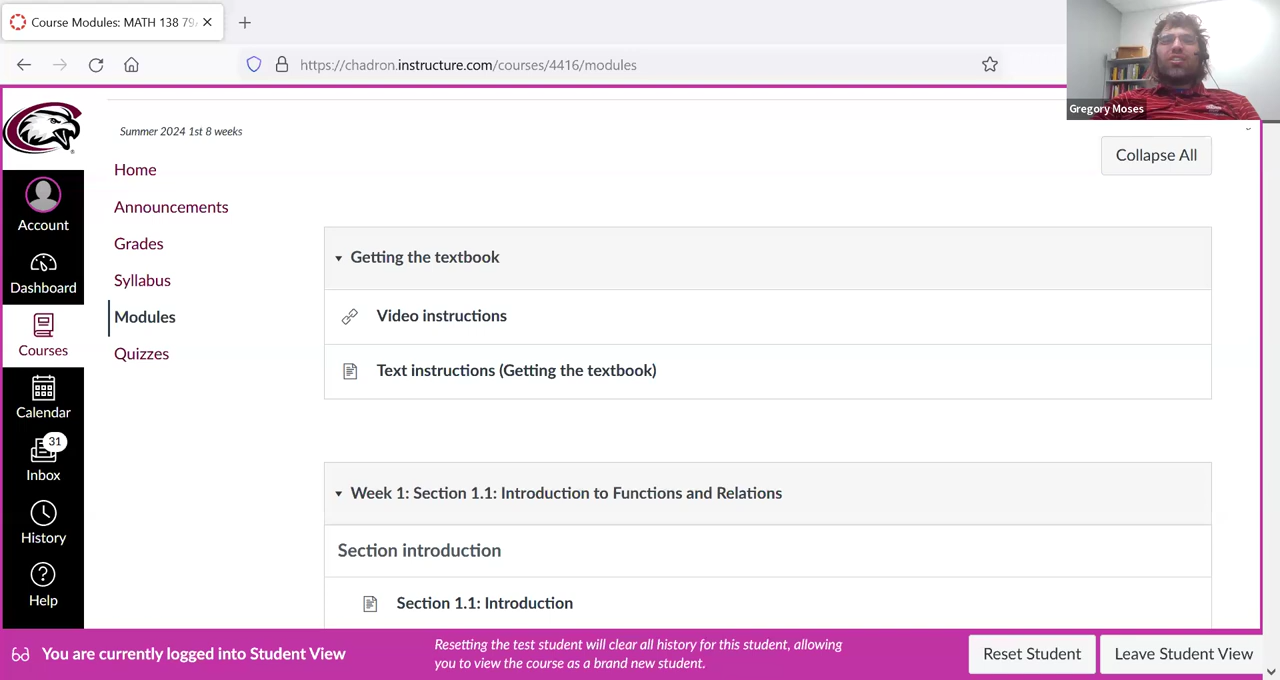 Course Modules: MATH 138 79
https://chadron.instructure.com/courses/4416/modules
Gregory Moses
Summer 2024 1st 8 weeks
Collapse All
Home
Announcements
Grades
Syllabus
Modules
Quizzes
Account
Dashboard
Courses
Calendar
31
Inbox
History
Help
Getting the textbook
Video instructions
Text instructions (Getting the textbook)
Week 1: Section 1.1: Introduction to Functions and Relations
Section introduction
Section 1.1: Introduction
You are currently logged into Student View
Resetting the test student will clear all history for this student, allowing
you to view the course as a brand new student.
Reset Student
Leave Student View